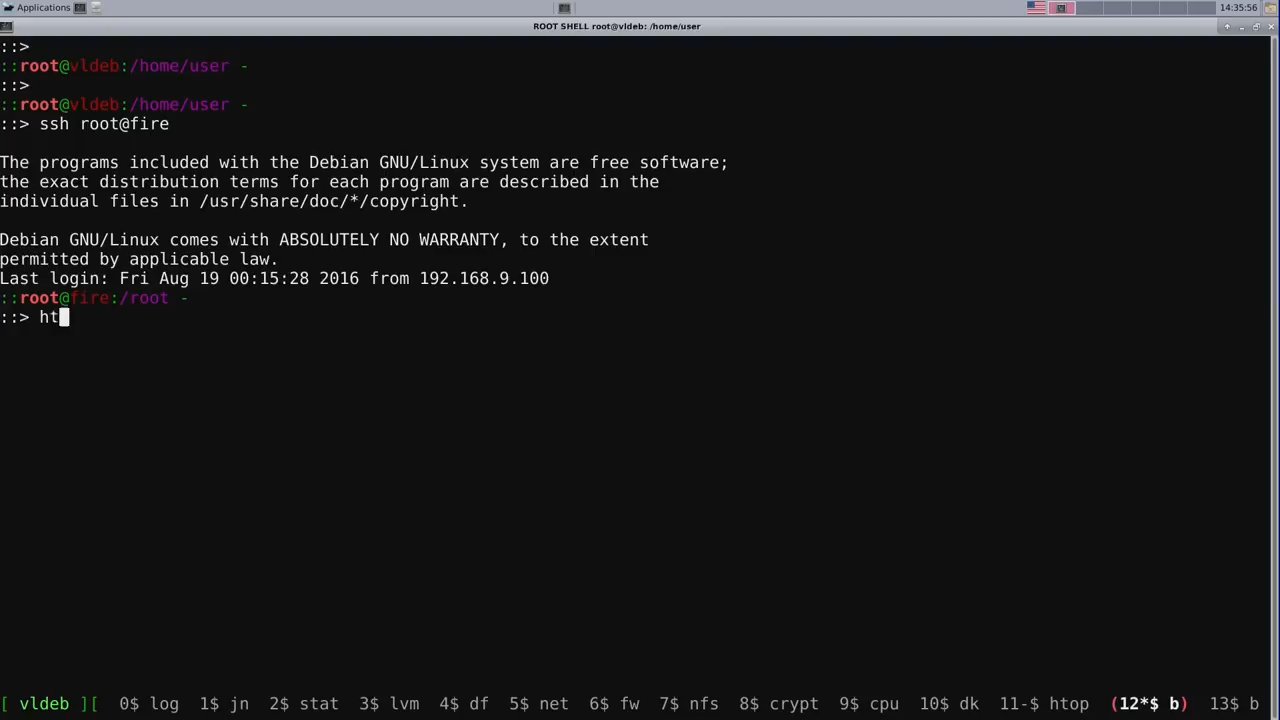 Applications
14:35:56
ROOT SHELL root@vldeb: /home/user
::>
::root@vldeb:/home/user -
::>
::root@vldeb:/home/user -
::> ssh root@fire
The programs included with the Debian GNU/Linux system are free software;
the exact distribution terms for each program are described in the
individual files in /usr/share/doc/*/copyright.
Debian GNU/Linux comes with ABSOLUTELY NO WARRANTY, to the extent
permitted by applicable law.
Last login: Fri Aug 19 00:15:28 2016 from 192.168.9.100
::root@fire:/root -
::> ht
[ vldeb ][ 0$ log 1$ jn 2$ stat 3$ lvm 4$ df 5$ net 6$ fw 7$ nfs 8$ crypt 9$ cpu 10$ dk 11-$ htop (12*$ b) 13$ b